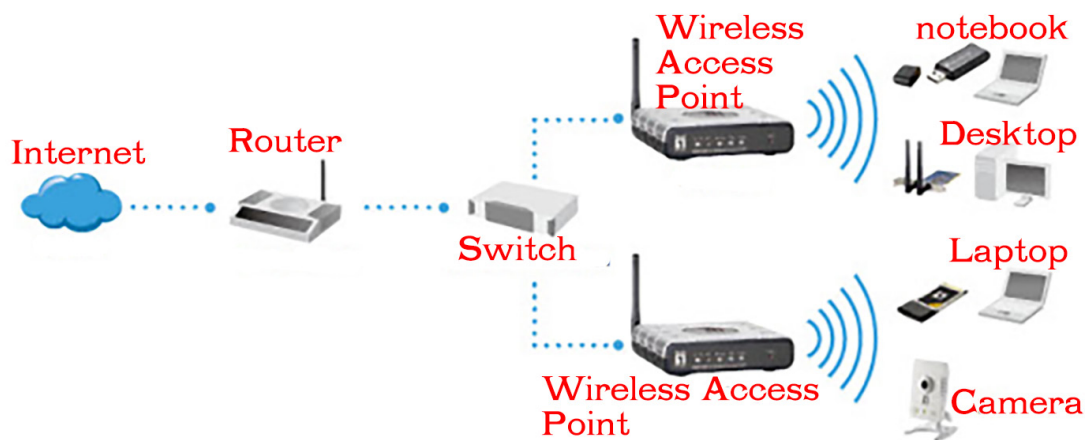 Internet
Router
Switch
Wireless
Access
Point
notebook
Desktop
Wireless Access
Point
Laptop
Camera